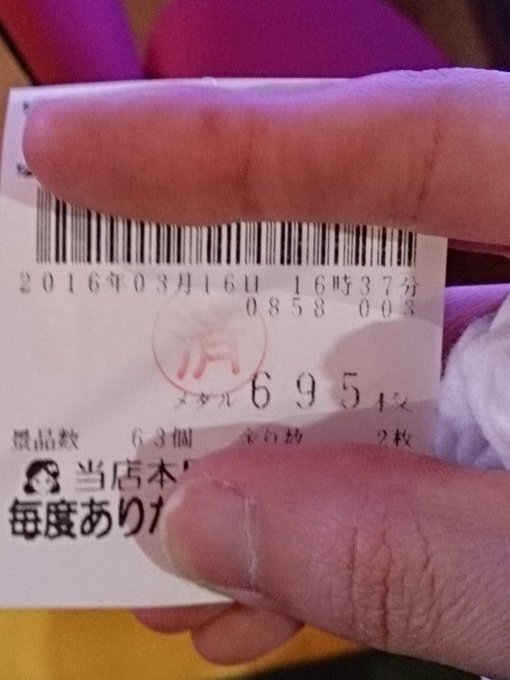 2016年03月16日 16時37分
0858 003
済
メダル 695枚
景品数 63個 余り数 2枚
当店本
毎度あり